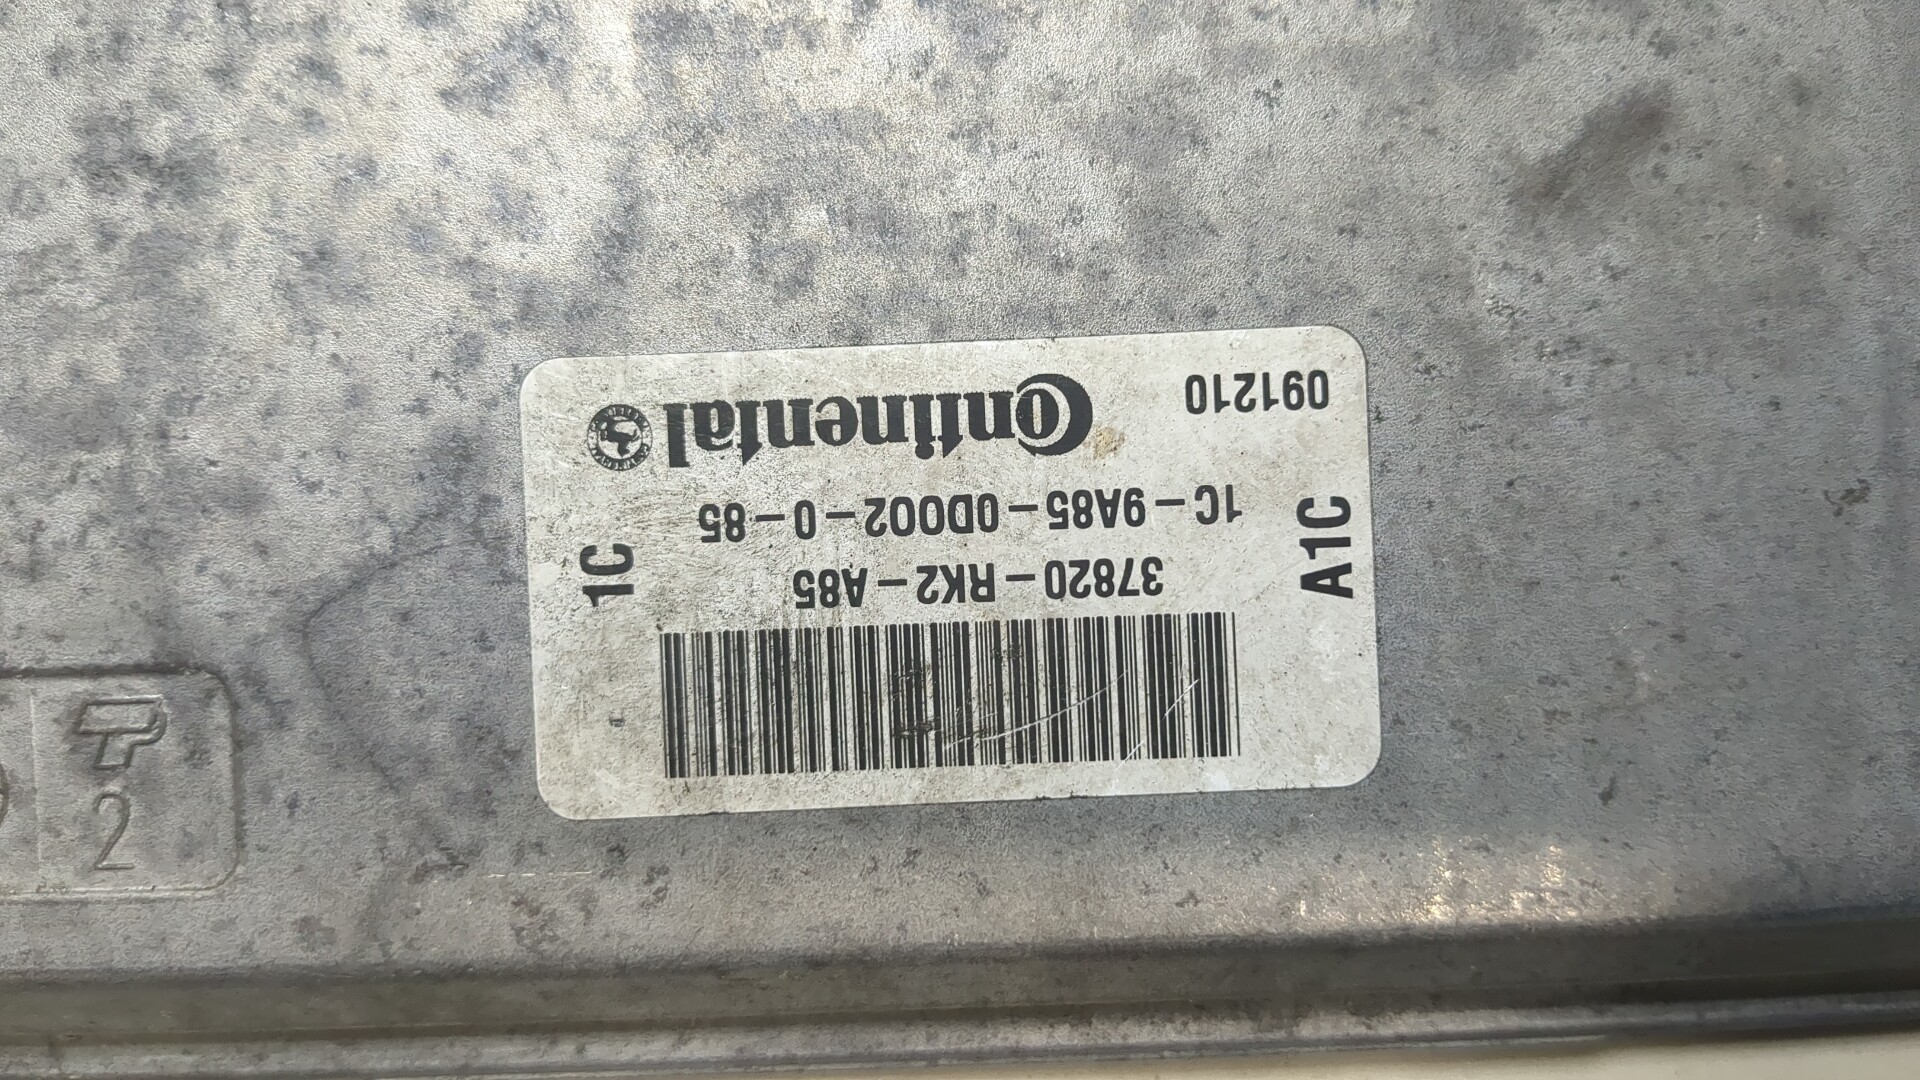 091210
Continental
1C-9A85-0D002-0-85
37820-RK2-A85
A1C
1C
2